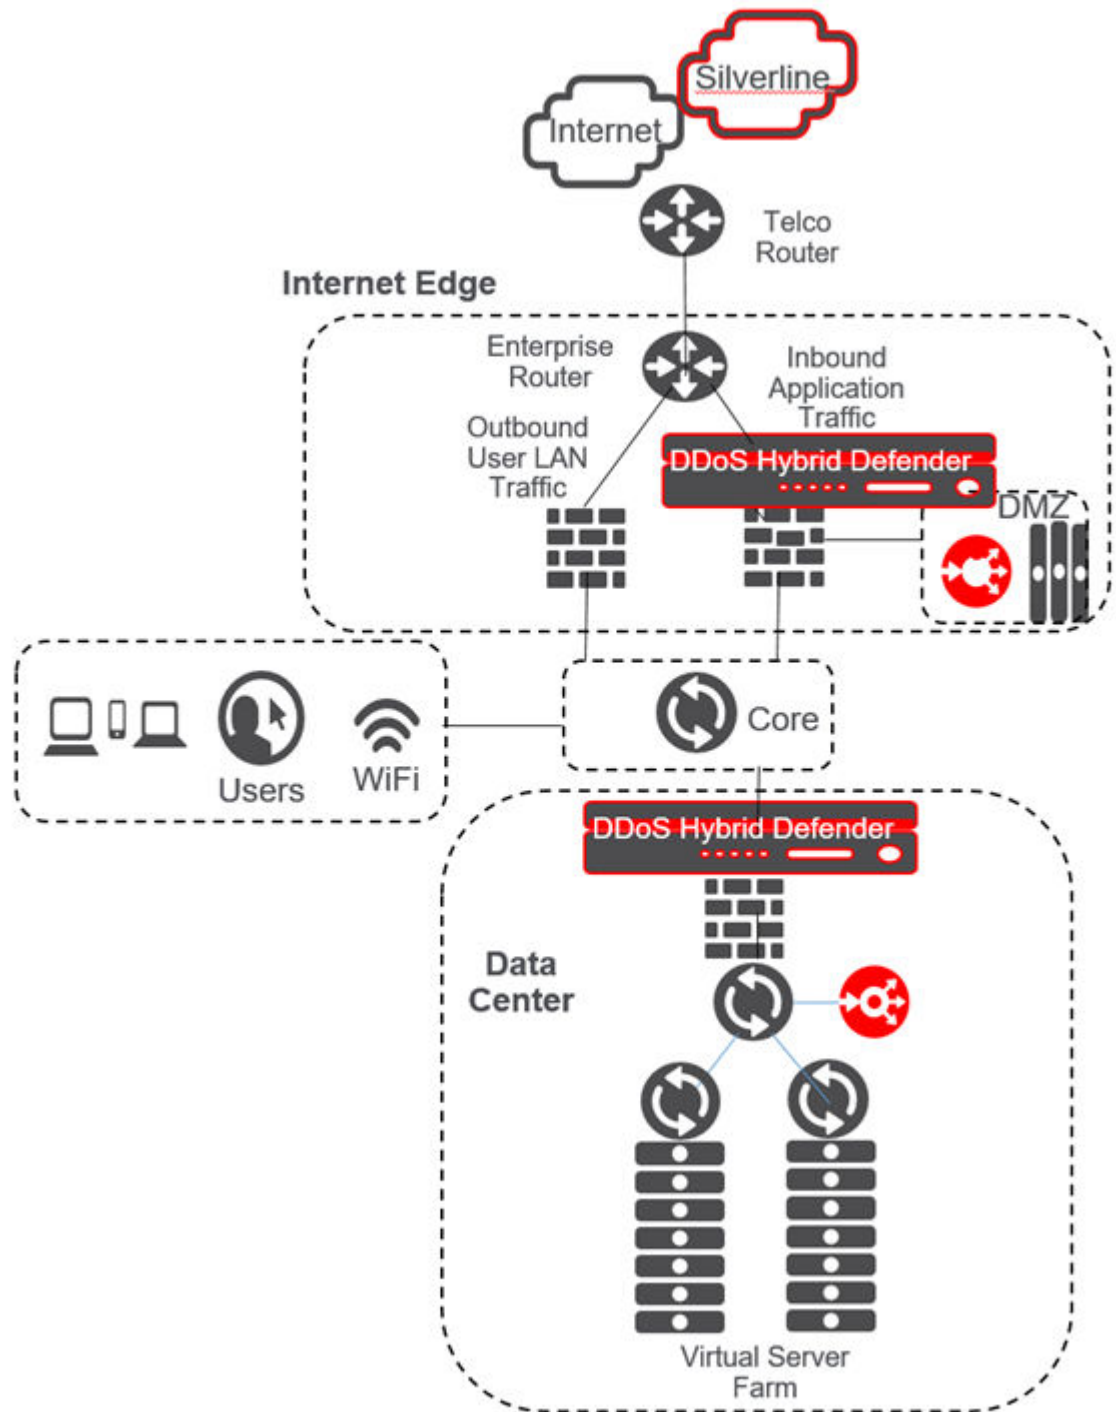 Silverline
Internet
Telco
Router
Internet Edge
Enterprise
Router
Inbound
Application
Traffic
Outbound
User LAN
Traffic
DDoS Hybrid Defender
DMZ
Core
Users
WiFi
DDoS Hybrid Defender
Data
Center
Virtual Server
Farm